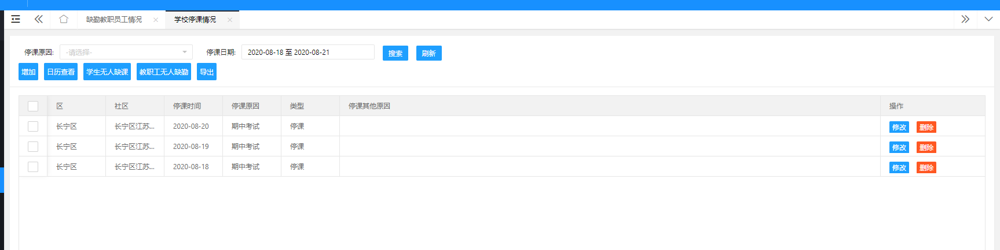 缺勤教职员工情况 学校停课情况
停课原因: -请选择- 停课日期: 2020-08-18 至 2020-08-21 搜索 刷新
增加 日历查看 学生无人缺课 教职工无人缺勤 导出
区 社区 停课时间 停课原因 类型 停课其他原因 操作
长宁区 长宁区江苏... 2020-08-20 期中考试 停课 修改 删除
长宁区 长宁区江苏... 2020-08-19 期中考试 停课 修改 删除
长宁区 长宁区江苏... 2020-08-18 期中考试 停课 修改 删除